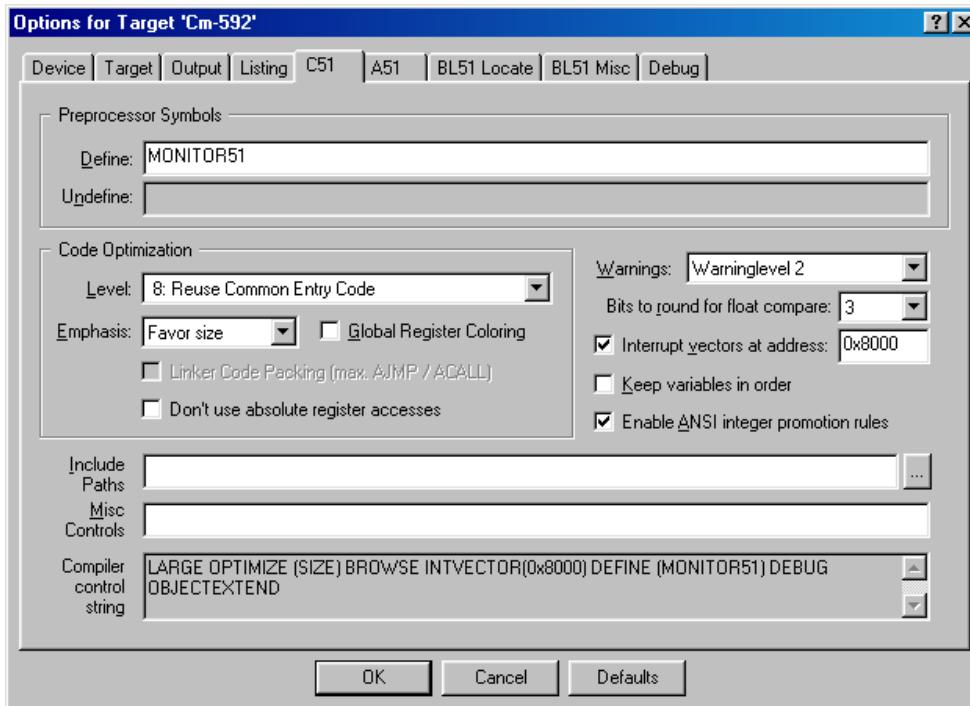 Options for Target 'Cm-592'
Device Target Output Listing C51 A51 BL51 Locate BL51 Misc Debug
Preprocessor Symbols
Define: MONITOR51
Undefine:
Code Optimization
Level: 8: Reuse Common Entry Code
Emphasis: Favor size Global Register Coloring
Linker Code Packing (max. AJMP / ACALL)
Don't use absolute register accesses
Warnings: Warninglevel 2
Bits to round for float compare: 3
Interrupt vectors at address: 0x8000
Keep variables in order
Enable ANSI integer promotion rules
Include
Paths
...
Misc
Controls
Compiler
control
string
LARGE OPTIMIZE (SIZE) BROWSE INTVECTOR(0x8000) DEFINE (MONITOR51) DEBUG
OBJECTEXTEND
OK Cancel Defaults